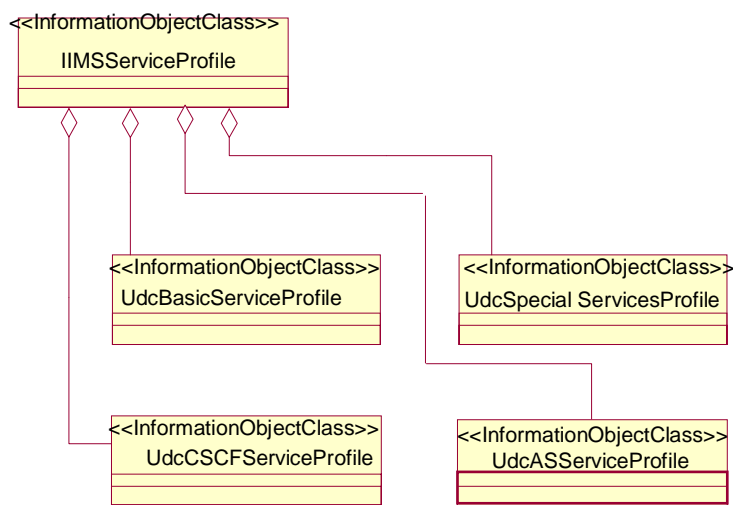 <<InformationObjectClass>>
IIMSServiceProfile
<<InformationObjectClass>>
UdcBasicServiceProfile
<<InformationObjectClass>>
UdcSpecial ServicesProfile
<<InformationObjectClass>>
UdcCSCFServiceProfile
<<InformationObjectClass>>
UdcASServiceProfile